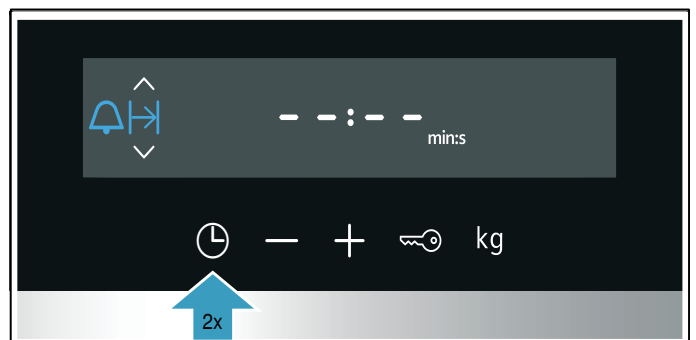 – –:– –
min:s
kg
2x